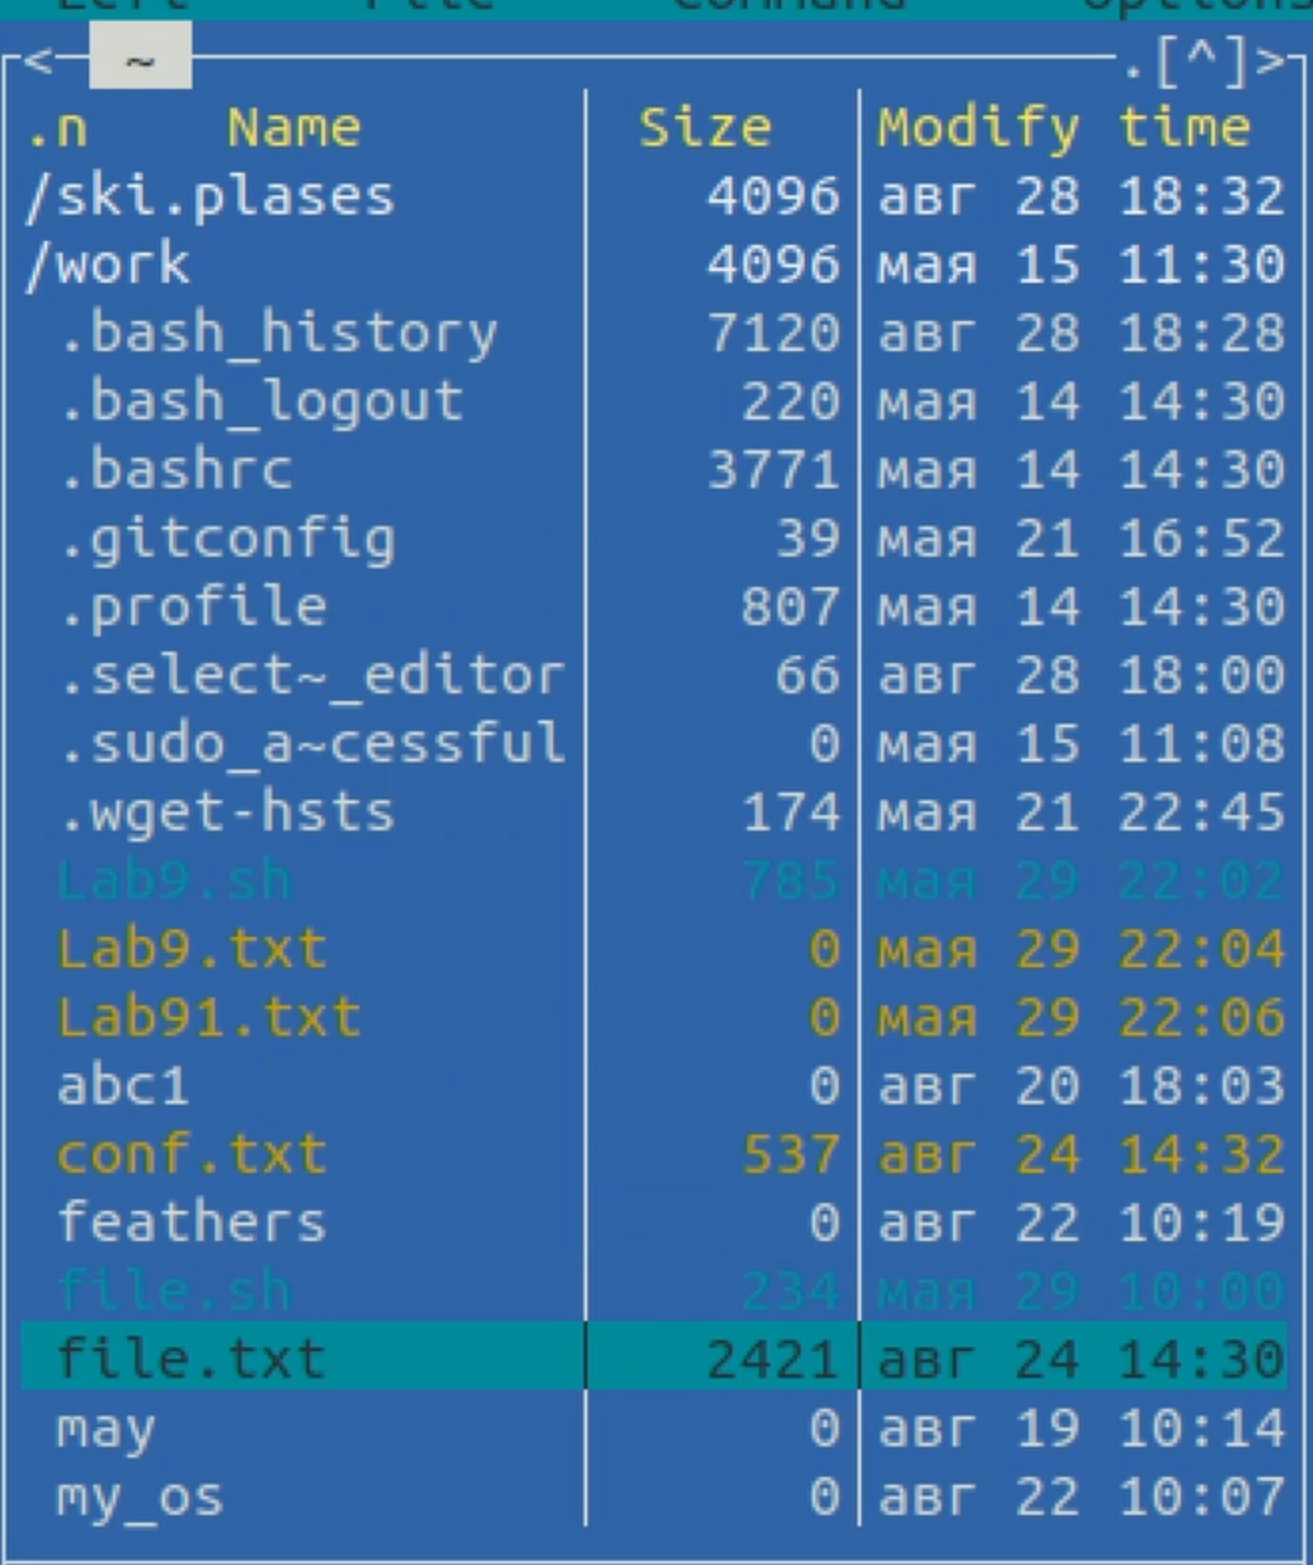 Left File Command Options
<~ .[^]>
.n Name Size Modify time
/ski.plases 4096 авг 28 18:32
/work 4096 мая 15 11:30
.bash_history 7120 авг 28 18:28
.bash_logout 220 мая 14 14:30
.bashrc 3771 мая 14 14:30
.gitconfig 39 мая 21 16:52
.profile 807 мая 14 14:30
.select~_editor 66 авг 28 18:00
.sudo_a~cessful 0 мая 15 11:08
.wget-hsts 174 мая 21 22:45
Lab9.sh 785 мая 29 22:02
Lab9.txt 0 мая 29 22:04
Lab91.txt 0 мая 29 22:06
abc1 0 авг 20 18:03
conf.txt 537 авг 24 14:32
feathers 0 авг 22 10:19
file.sh 234 мая 29 10:00
file.txt 2421 авг 24 14:30
may 0 авг 19 10:14
my_os 0 авг 22 10:07